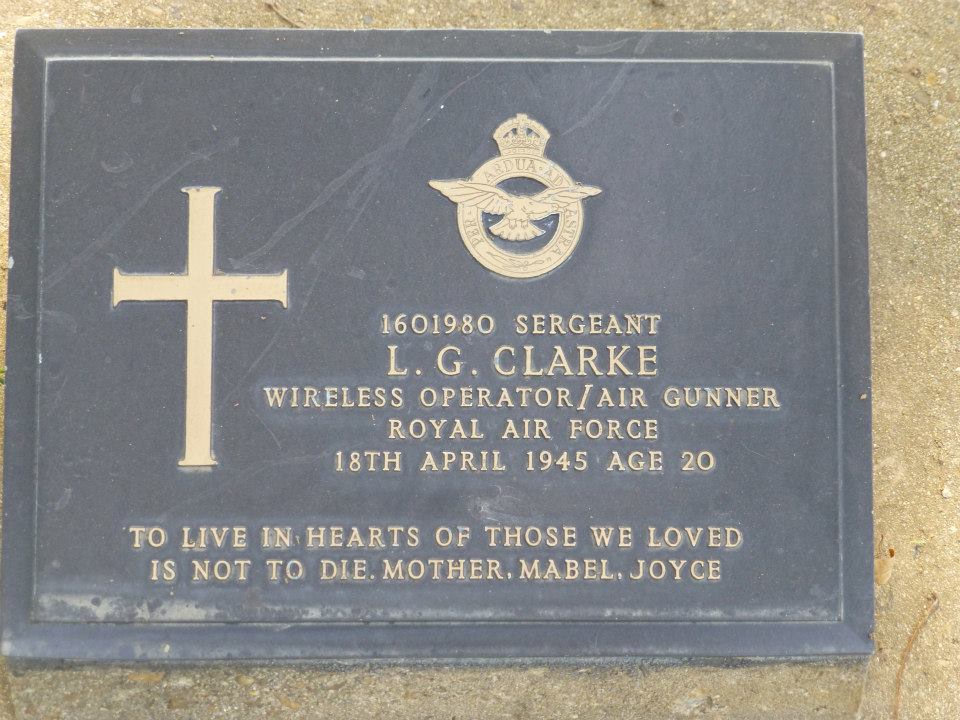 PER ARDUA AD ASTRA
1601980 SERGEANT
L. G. CLARKE
WIRELESS OPERATOR/AIR GUNNER
ROYAL AIR FORCE
18TH APRIL 1945 AGE 20
TO LIVE IN HEARTS OF THOSE WE LOVED
IS NOT TO DIE. MOTHER, MABEL, JOYCE